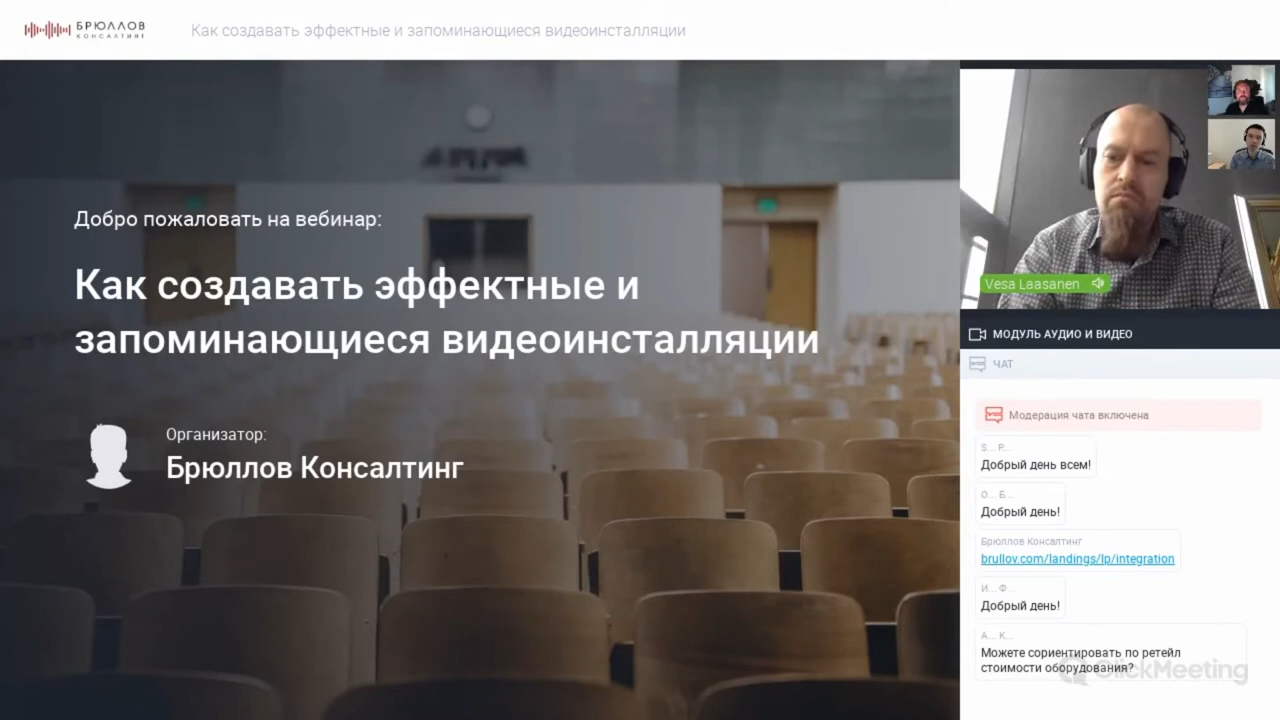 БРЮЛЛОВ
КОНСАЛТИНГ
Как создавать эффектные и запоминающиеся видеоинсталляции
Добро пожаловать на вебинар:
Как создавать эффектные и
запоминающиеся видеоинсталляции
Организатор:
Брюллов Консалтинг
Vesa Laasanen
МОДУЛЬ АУДИО И ВИДЕО
ЧАТ
Модерация чата включена
S... P...
Добрый день всем!
О... Б...
Добрый день!
Брюллов Консалтинг
brullov.com/landings/lp/integration
И... Ф...
Добрый день!
А... К...
Можете сориентировать по ретейл
стоимости оборудования?
ClickMeeting